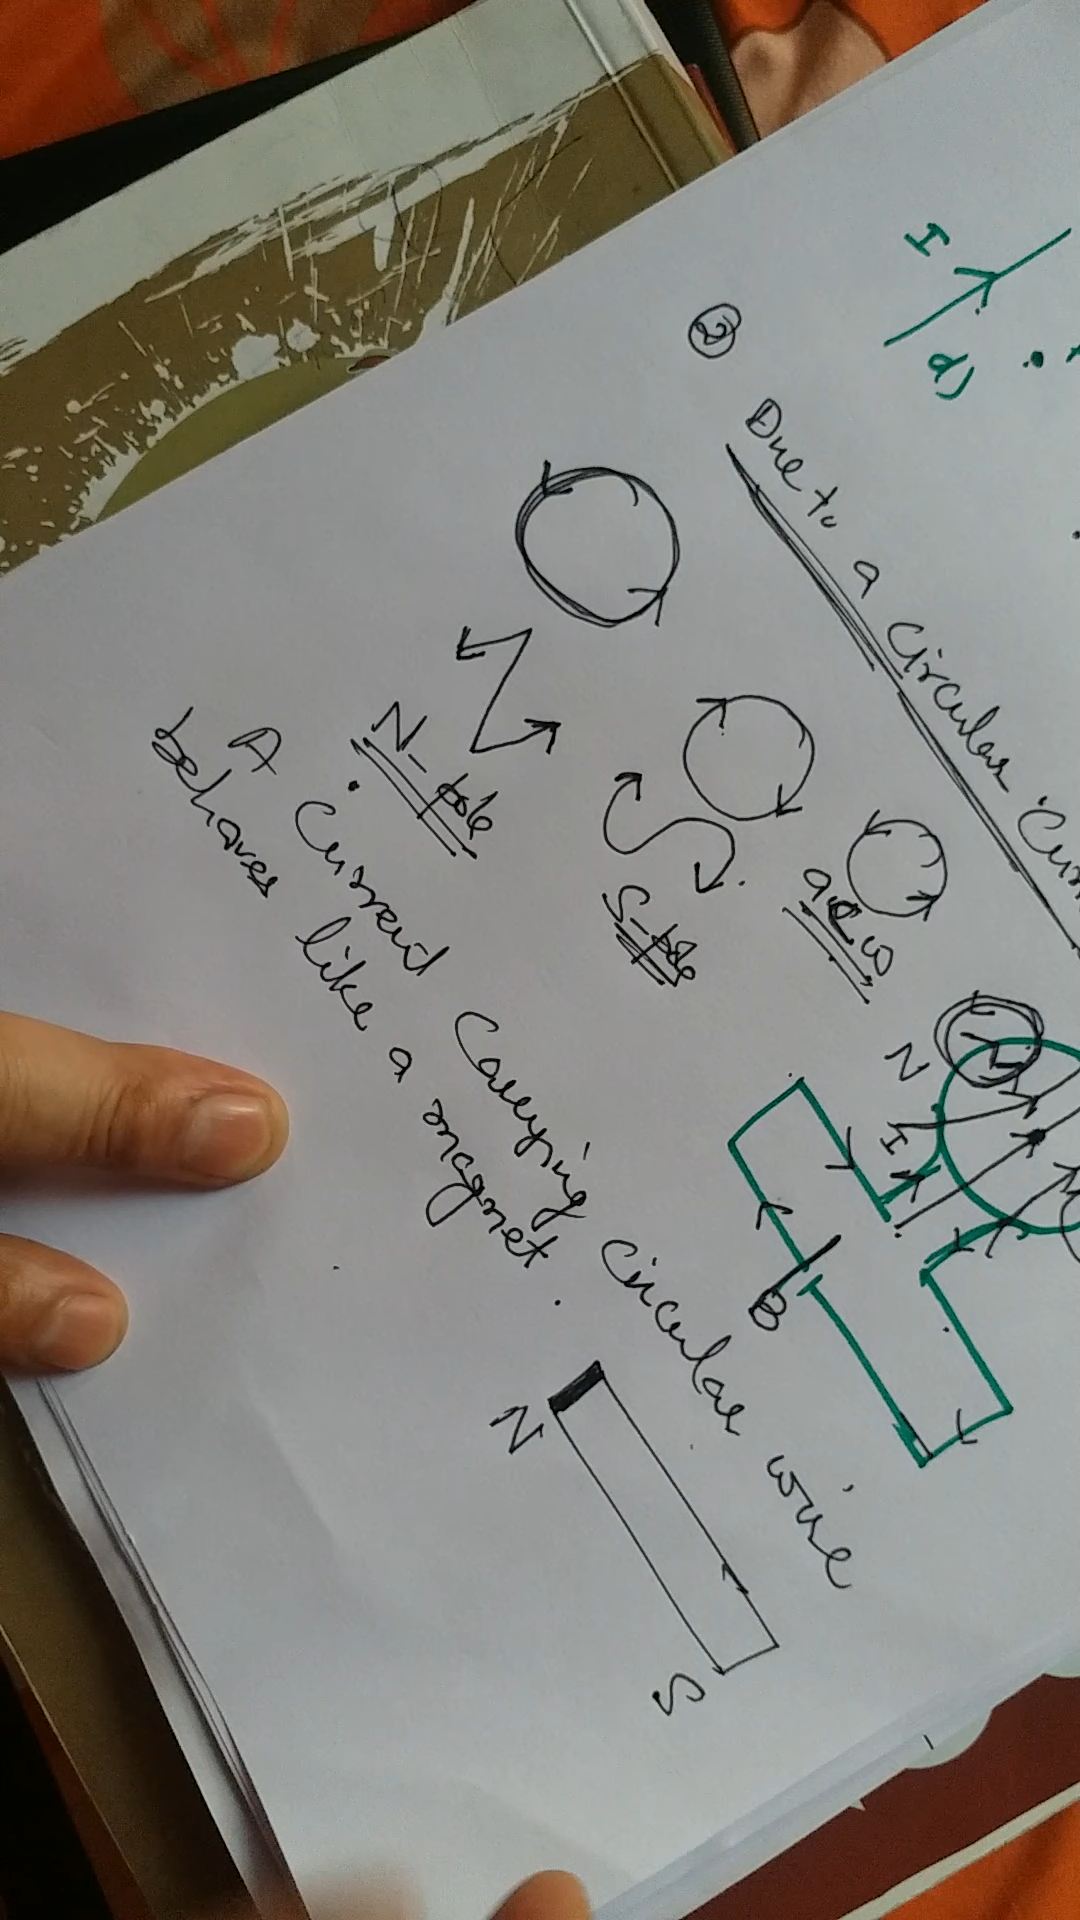 I
d)
②
Due to a Circular
acw
N
I
B
N-pole
S-pole
A Current Carrying Circular wire
behaves like a magnet.
N
S